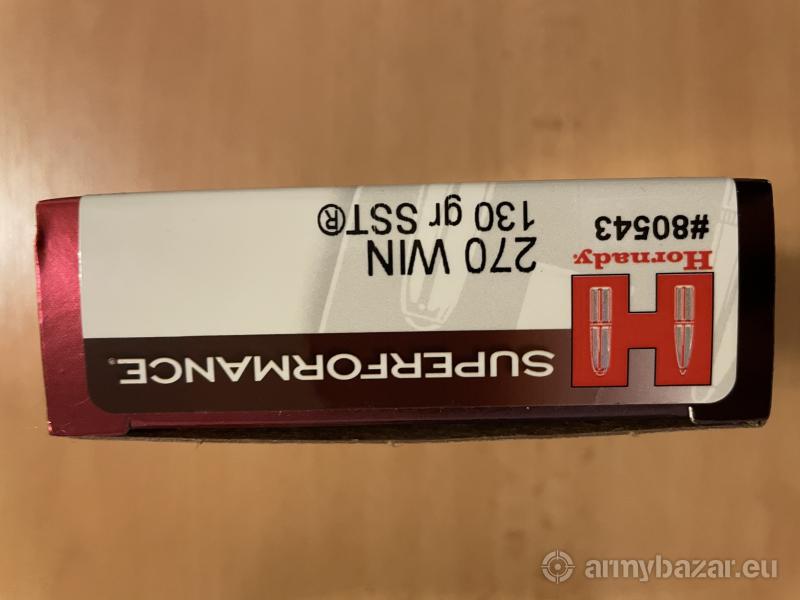 SUPERFORMANCE®
Hornady®
#80543
270 WIN
130 gr SST®
armybazar.eu